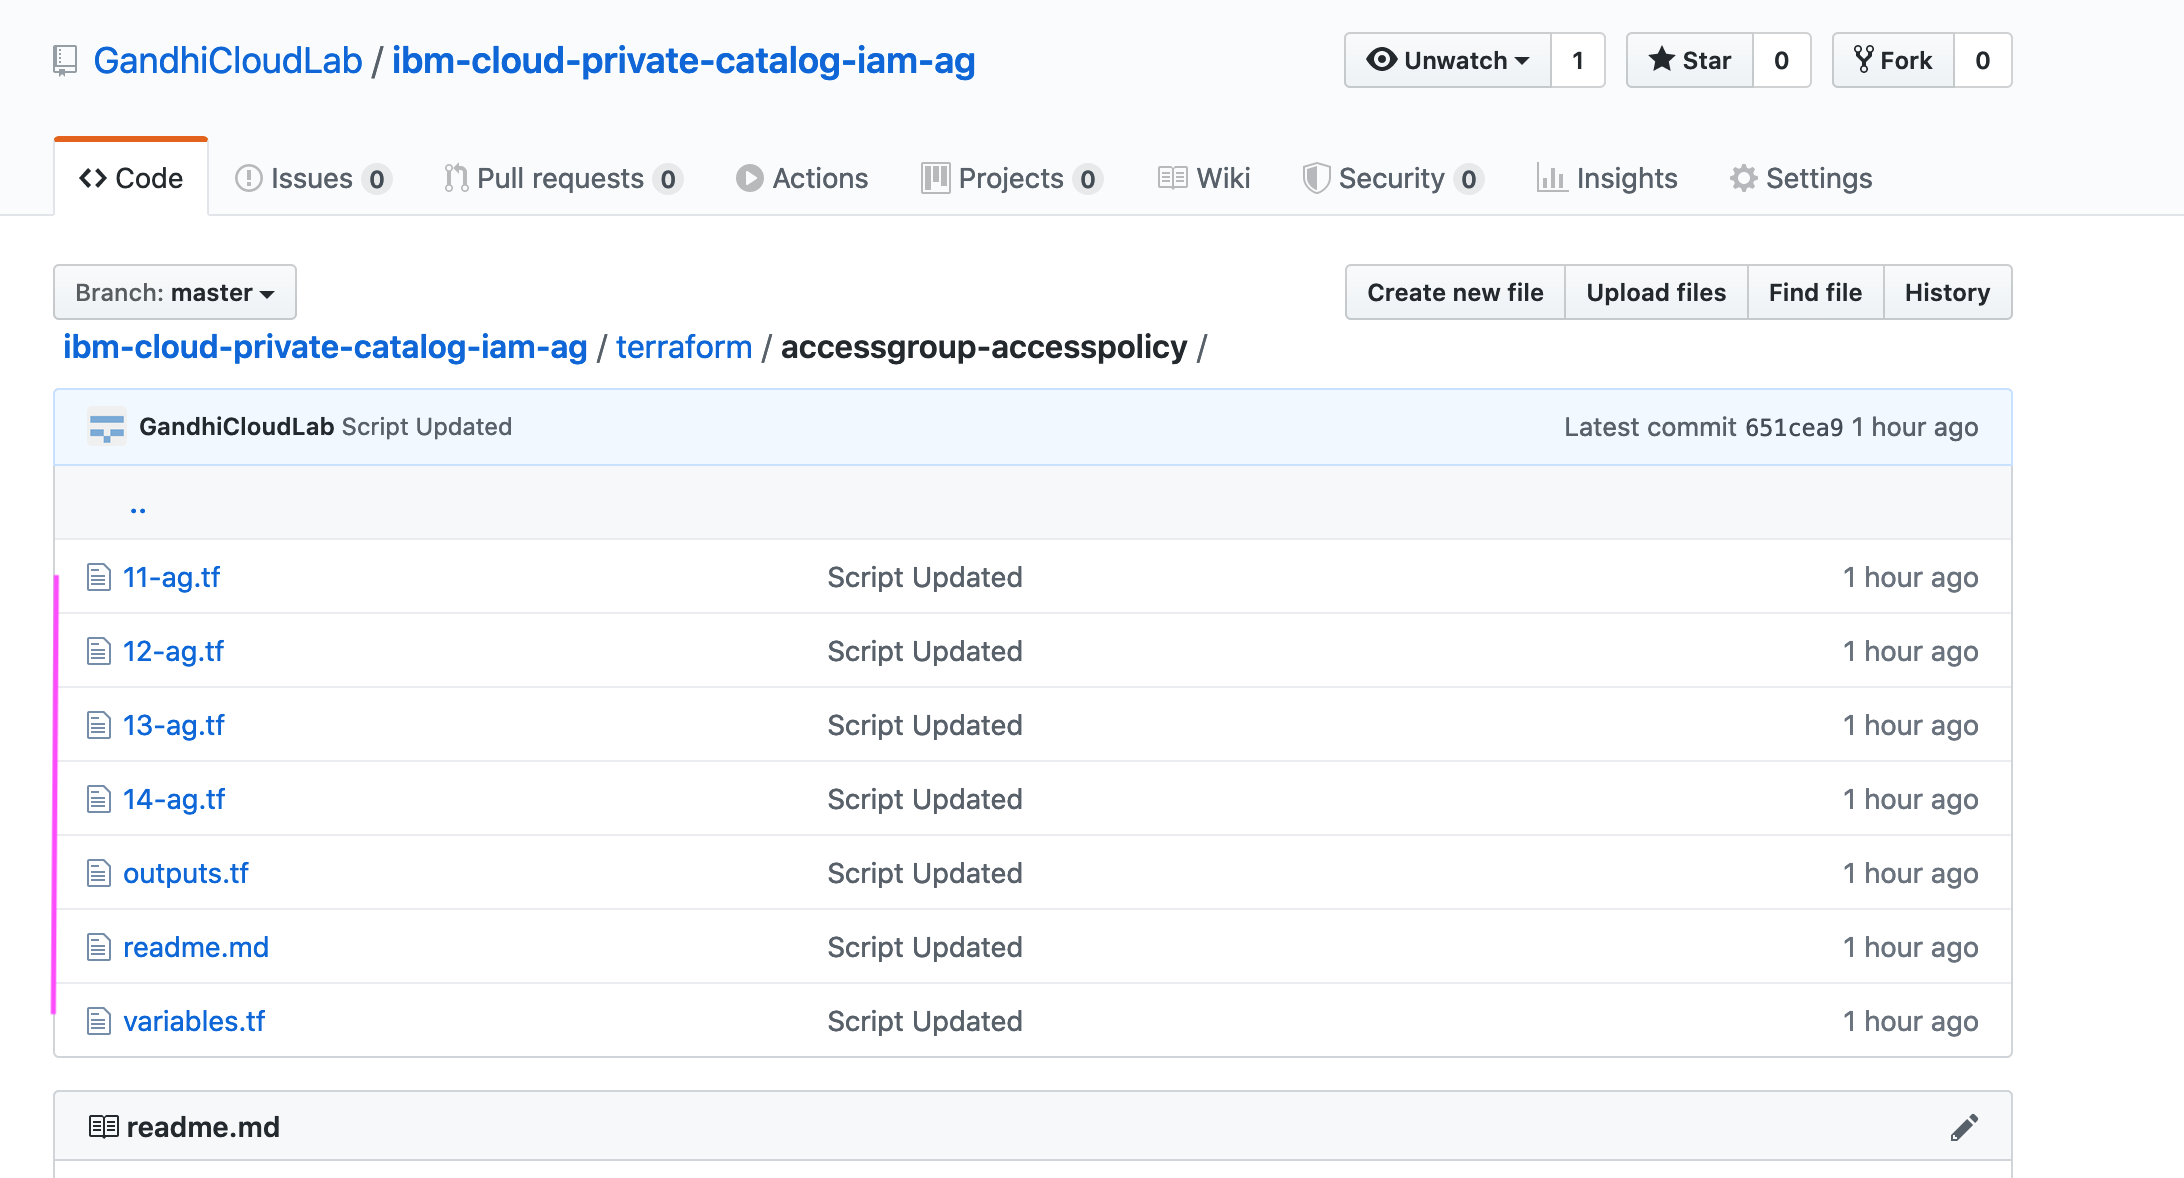 GandhiCloudLab / ibm-cloud-private-catalog-iam-ag Unwatch 1 Star 0 Fork 0
Code Issues 0 Pull requests 0 Actions Projects 0 Wiki Security 0 Insights Settings
Branch: master Create new file Upload files Find file History
ibm-cloud-private-catalog-iam-ag / terraform / accessgroup-accesspolicy /
GandhiCloudLab Script Updated Latest commit 651cea9 1 hour ago
..
11-ag.tf Script Updated 1 hour ago
12-ag.tf Script Updated 1 hour ago
13-ag.tf Script Updated 1 hour ago
14-ag.tf Script Updated 1 hour ago
outputs.tf Script Updated 1 hour ago
readme.md Script Updated 1 hour ago
variables.tf Script Updated 1 hour ago
readme.md